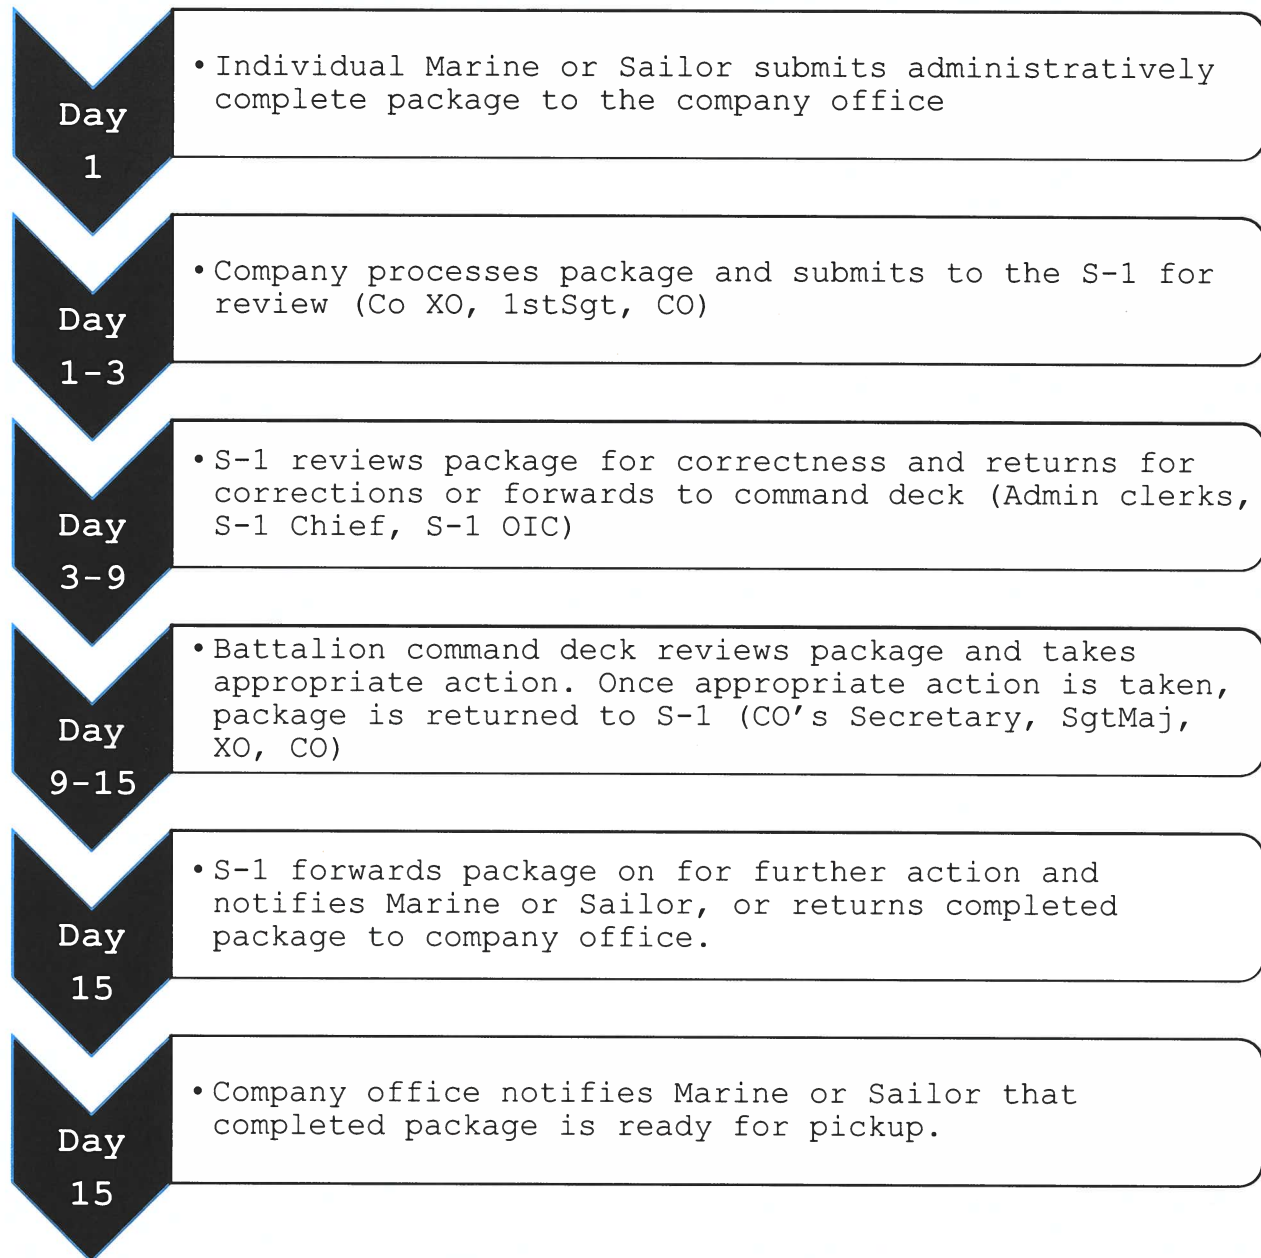 Day
1
• Individual Marine or Sailor submits administratively
complete package to the company office
Day
1-3
• Company processes package and submits to the S-1 for
review (Co XO, 1stSgt, CO)
Day
3-9
• S-1 reviews package for correctness and returns for
corrections or forwards to command deck (Admin clerks,
S-1 Chief, S-1 OIC)
Day
9-15
• Battalion command deck reviews package and takes
appropriate action. Once appropriate action is taken,
package is returned to S-1 (CO's Secretary, SgtMaj,
XO, CO)
Day
15
• S-1 forwards package on for further action and
notifies Marine or Sailor, or returns completed
package to company office.
Day
15
• Company office notifies Marine or Sailor that
completed package is ready for pickup.